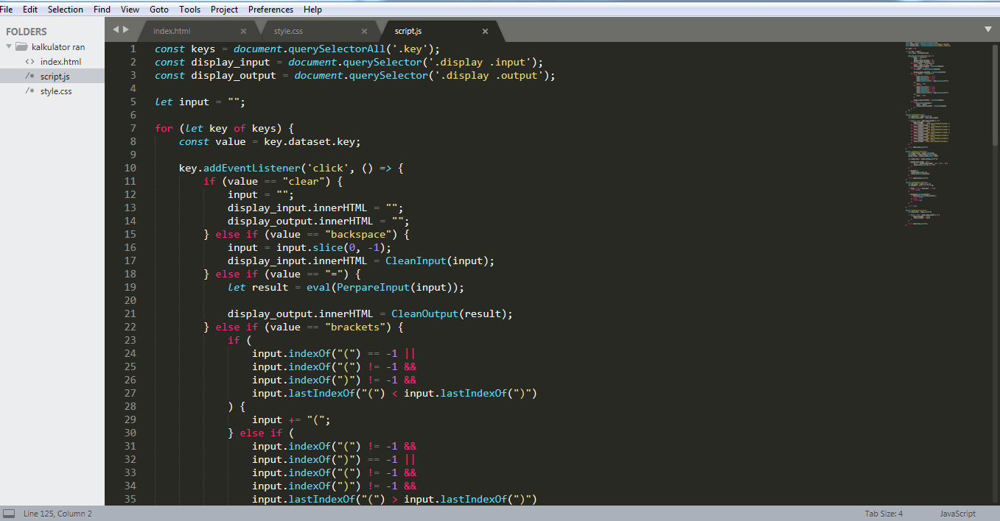 File Edit Selection Find View Goto Tools Project Preferences Help
FOLDERS
kalkulator ran
<> index.html
/* script.js
/* style.css
index.html × style.css × script.js ×
1 const keys = document.querySelectorAll('.key');
2 const display_input = document.querySelector('.display .input');
3 const display_output = document.querySelector('.display .output');
4
5 let input = "";
6
7 for (let key of keys) {
8     const value = key.dataset.key;
9
10     key.addEventListener('click', () => {
11         if (value == "clear") {
12             input = "";
13             display_input.innerHTML = "";
14             display_output.innerHTML = "";
15         } else if (value == "backspace") {
16             input = input.slice(0, -1);
17             display_input.innerHTML = CleanInput(input);
18         } else if (value == "=") {
19             let result = eval(PerpareInput(input));
20
21             display_output.innerHTML = CleanOutput(result);
22         } else if (value == "brackets") {
23             if (
24                 input.indexOf("(") == -1 ||
25                 input.indexOf("(") != -1 &&
26                 input.indexOf(")") != -1 &&
27                 input.lastIndexOf("(") < input.lastIndexOf(")")
28             ) {
29                 input += "(";
30             } else if (
31                 input.indexOf("(") != -1 &&
32                 input.indexOf(")") == -1 ||
33                 input.indexOf("(") != -1 &&
34                 input.indexOf(")") != -1 &&
35                 input.lastIndexOf("(") > input.lastIndexOf(")")
Line 125, Column 2 Tab Size: 4 JavaScript